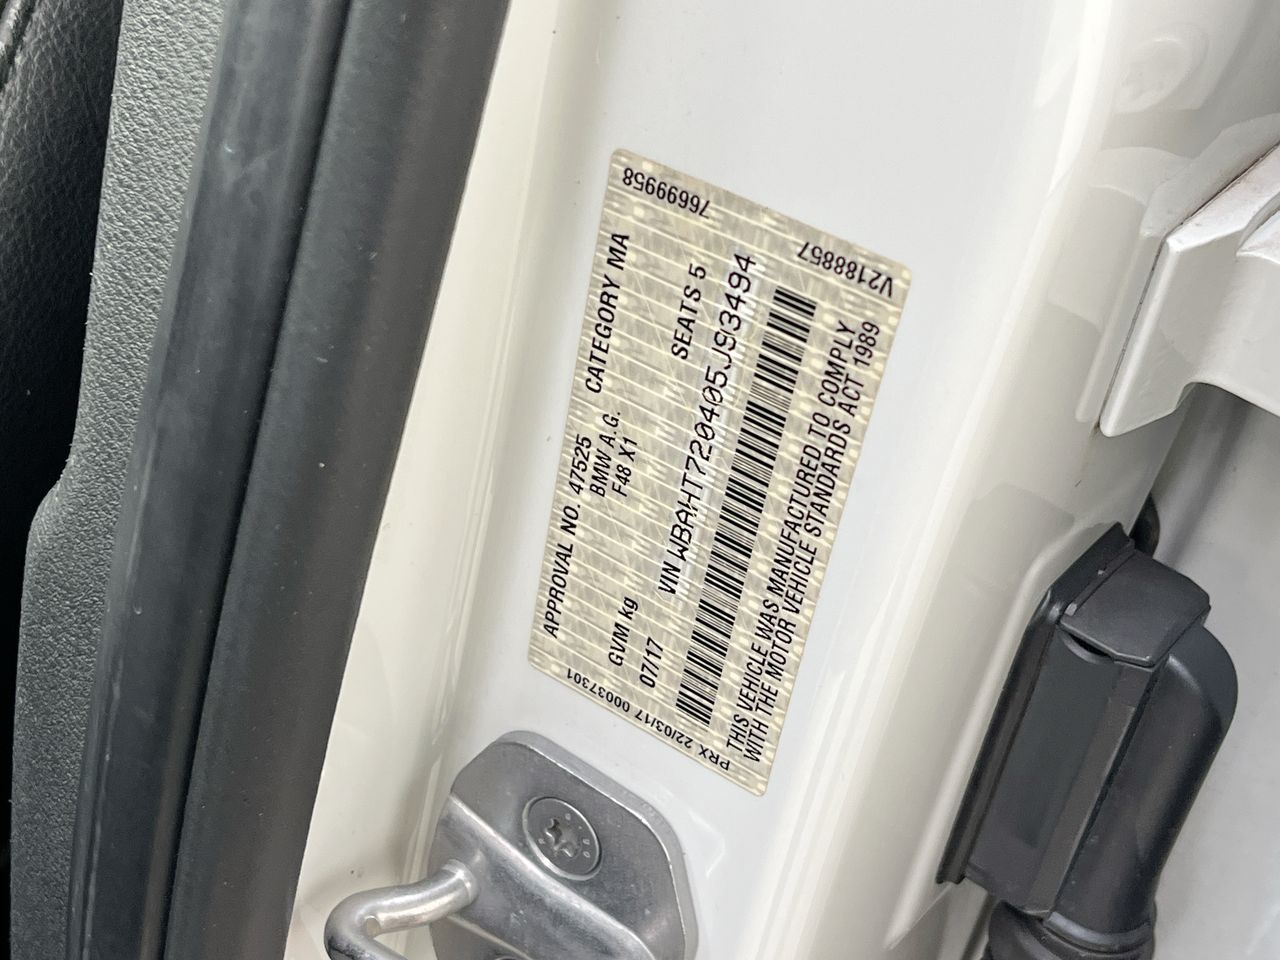 APPROVAL NO. 47525 CATEGORY MA
BMW A.G.
F48 X1
GVM kg SEATS 5
07/17
VIN WBAHT720405J93494
THIS VEHICLE WAS MANUFACTURED TO COMPLY
WITH THE MOTOR VEHICLE STANDARDS ACT 1989
PRX 22/03/17 00037301
76699958
V2188857